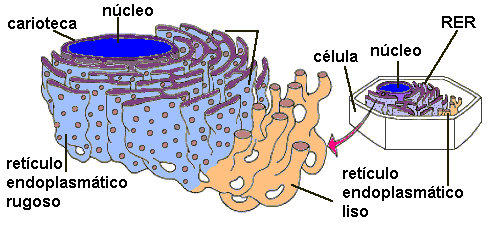 núcleo
carioteca
retículo
endoplasmático
rugoso
retículo
endoplasmático
liso
RER
núcleo
célula